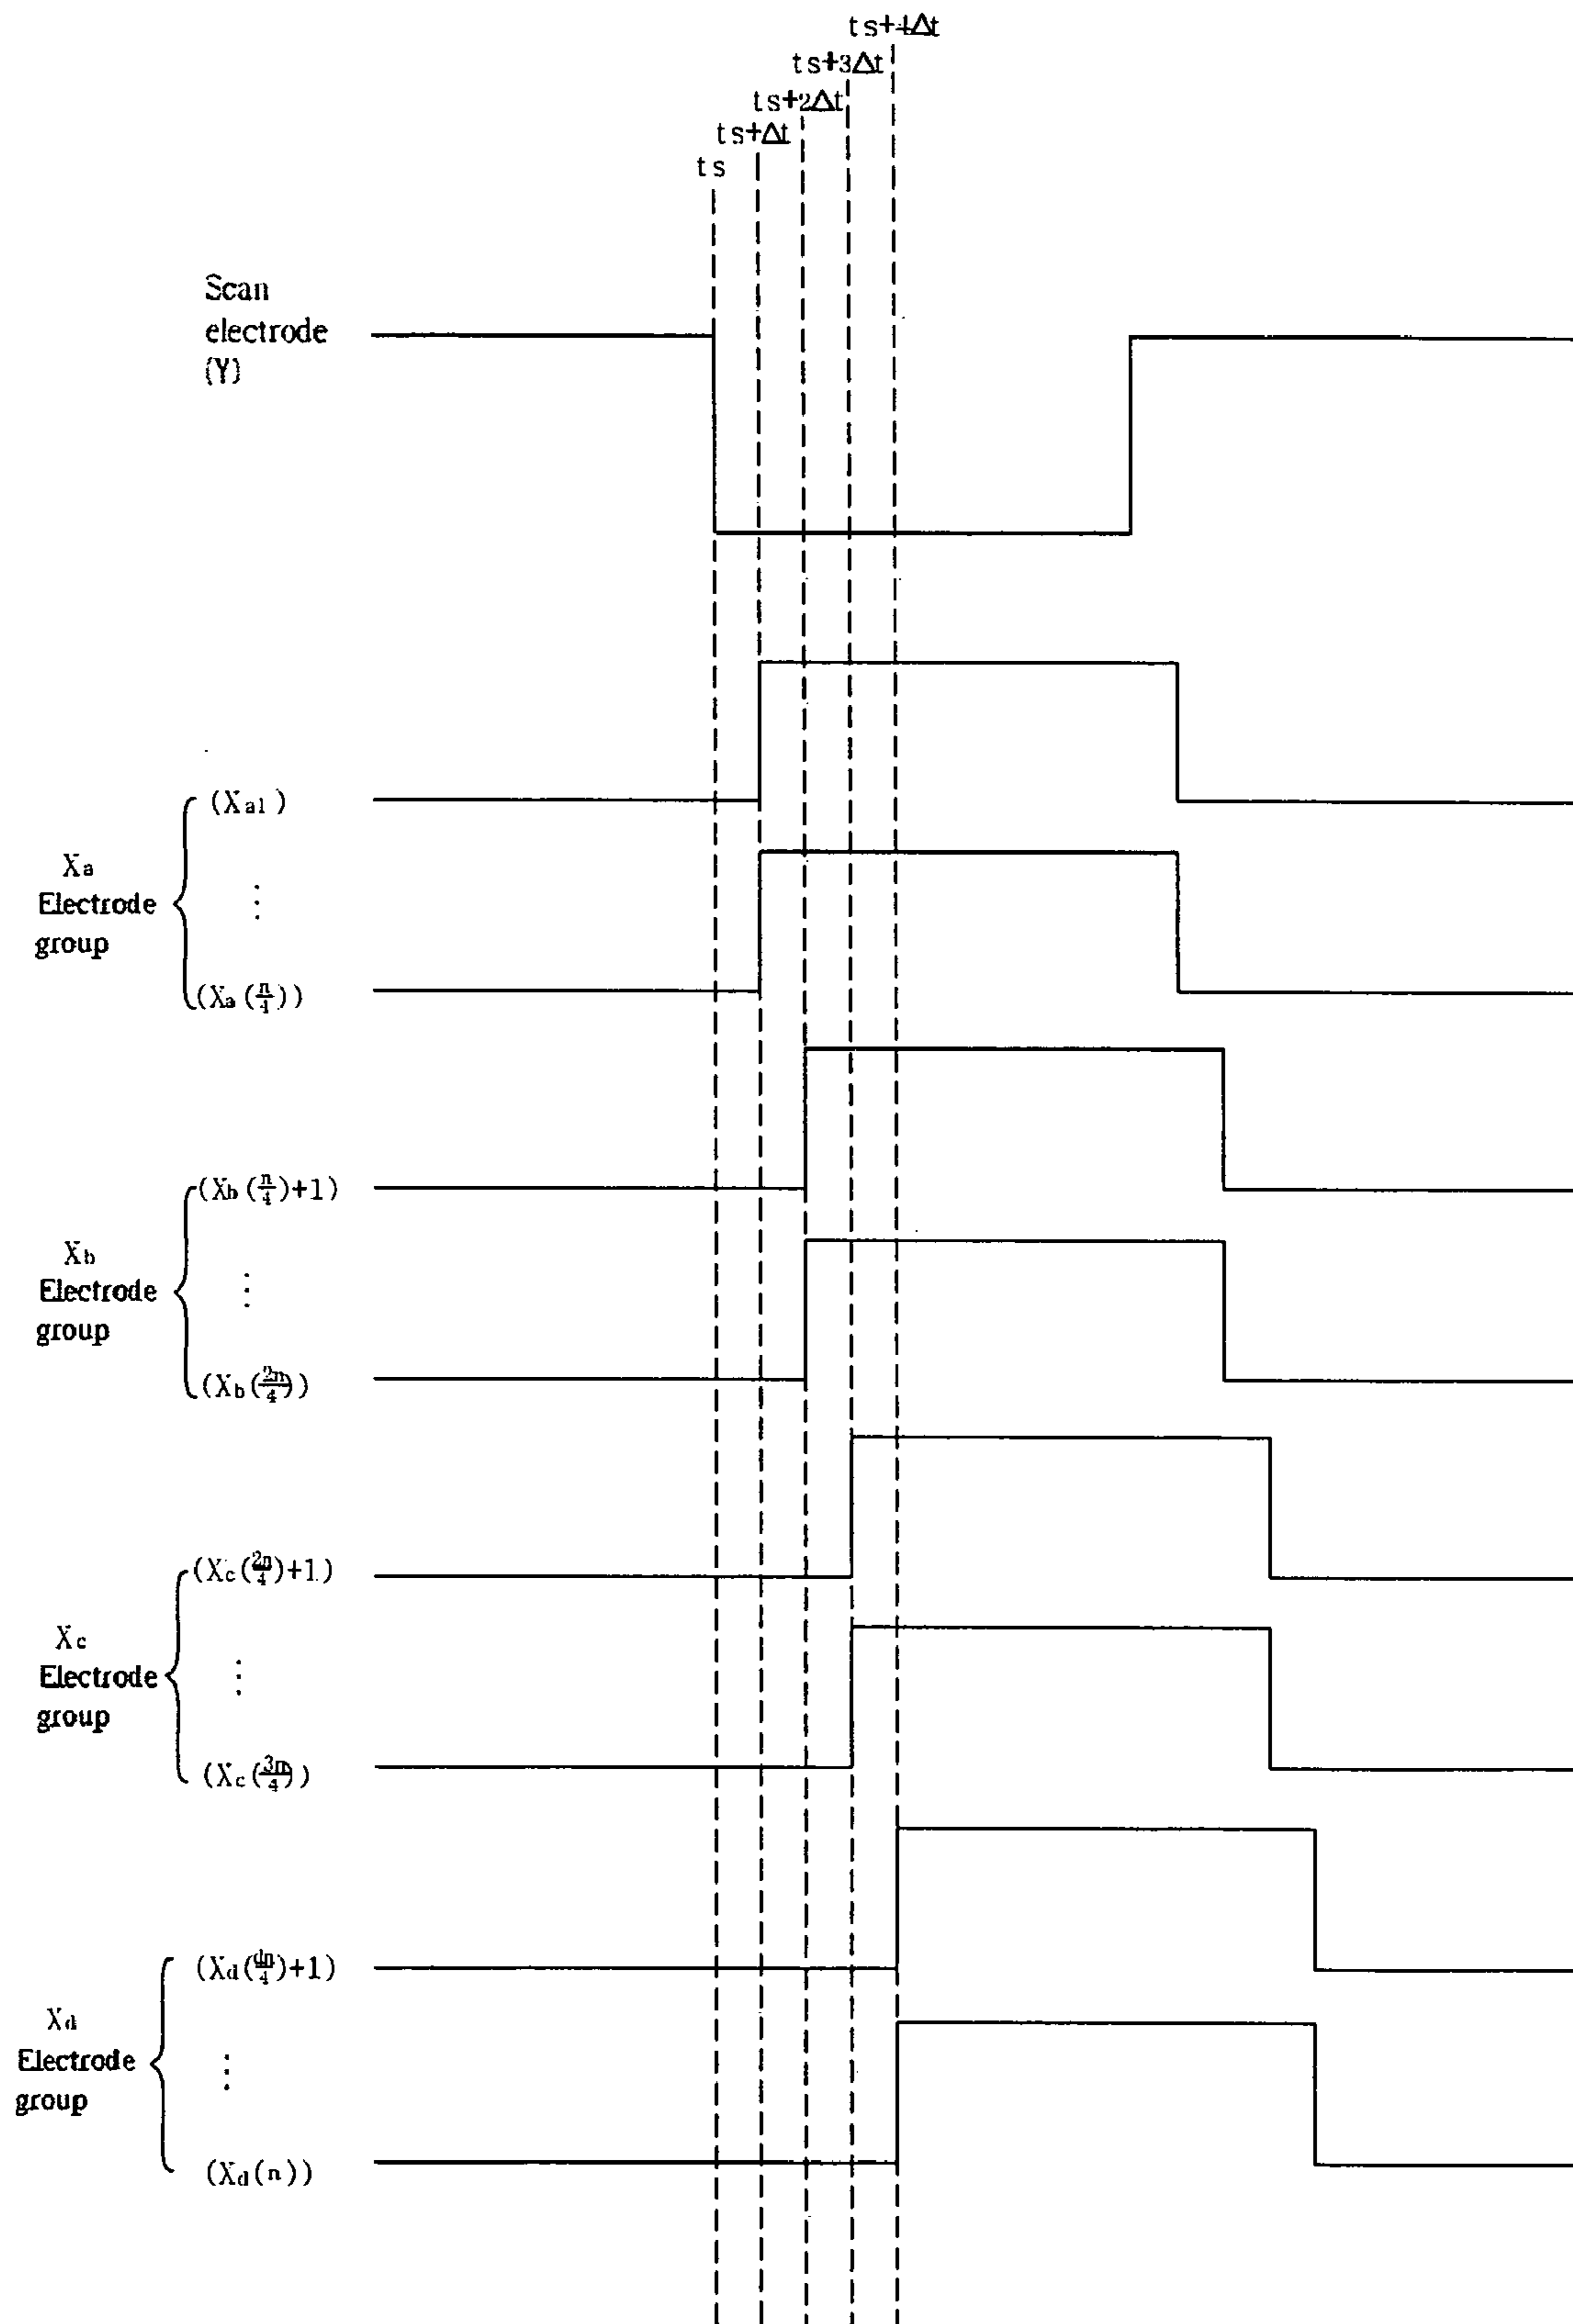 ts+4Δt
ts+3Δt
ts+2Δt
ts+Δt
ts
Scan
electrode
(Y)
(Xa1)
Xa
Electrode
group
⋮
(Xa(n/4))
(Xb(n/4)+1)
Xb
Electrode
group
⋮
(Xb(2n/4))
(Xc(2n/4)+1)
Xc
Electrode
group
⋮
(Xc(3n/4))
(Xd(4n/4)+1)
Xd
Electrode
group
⋮
(Xd(n))